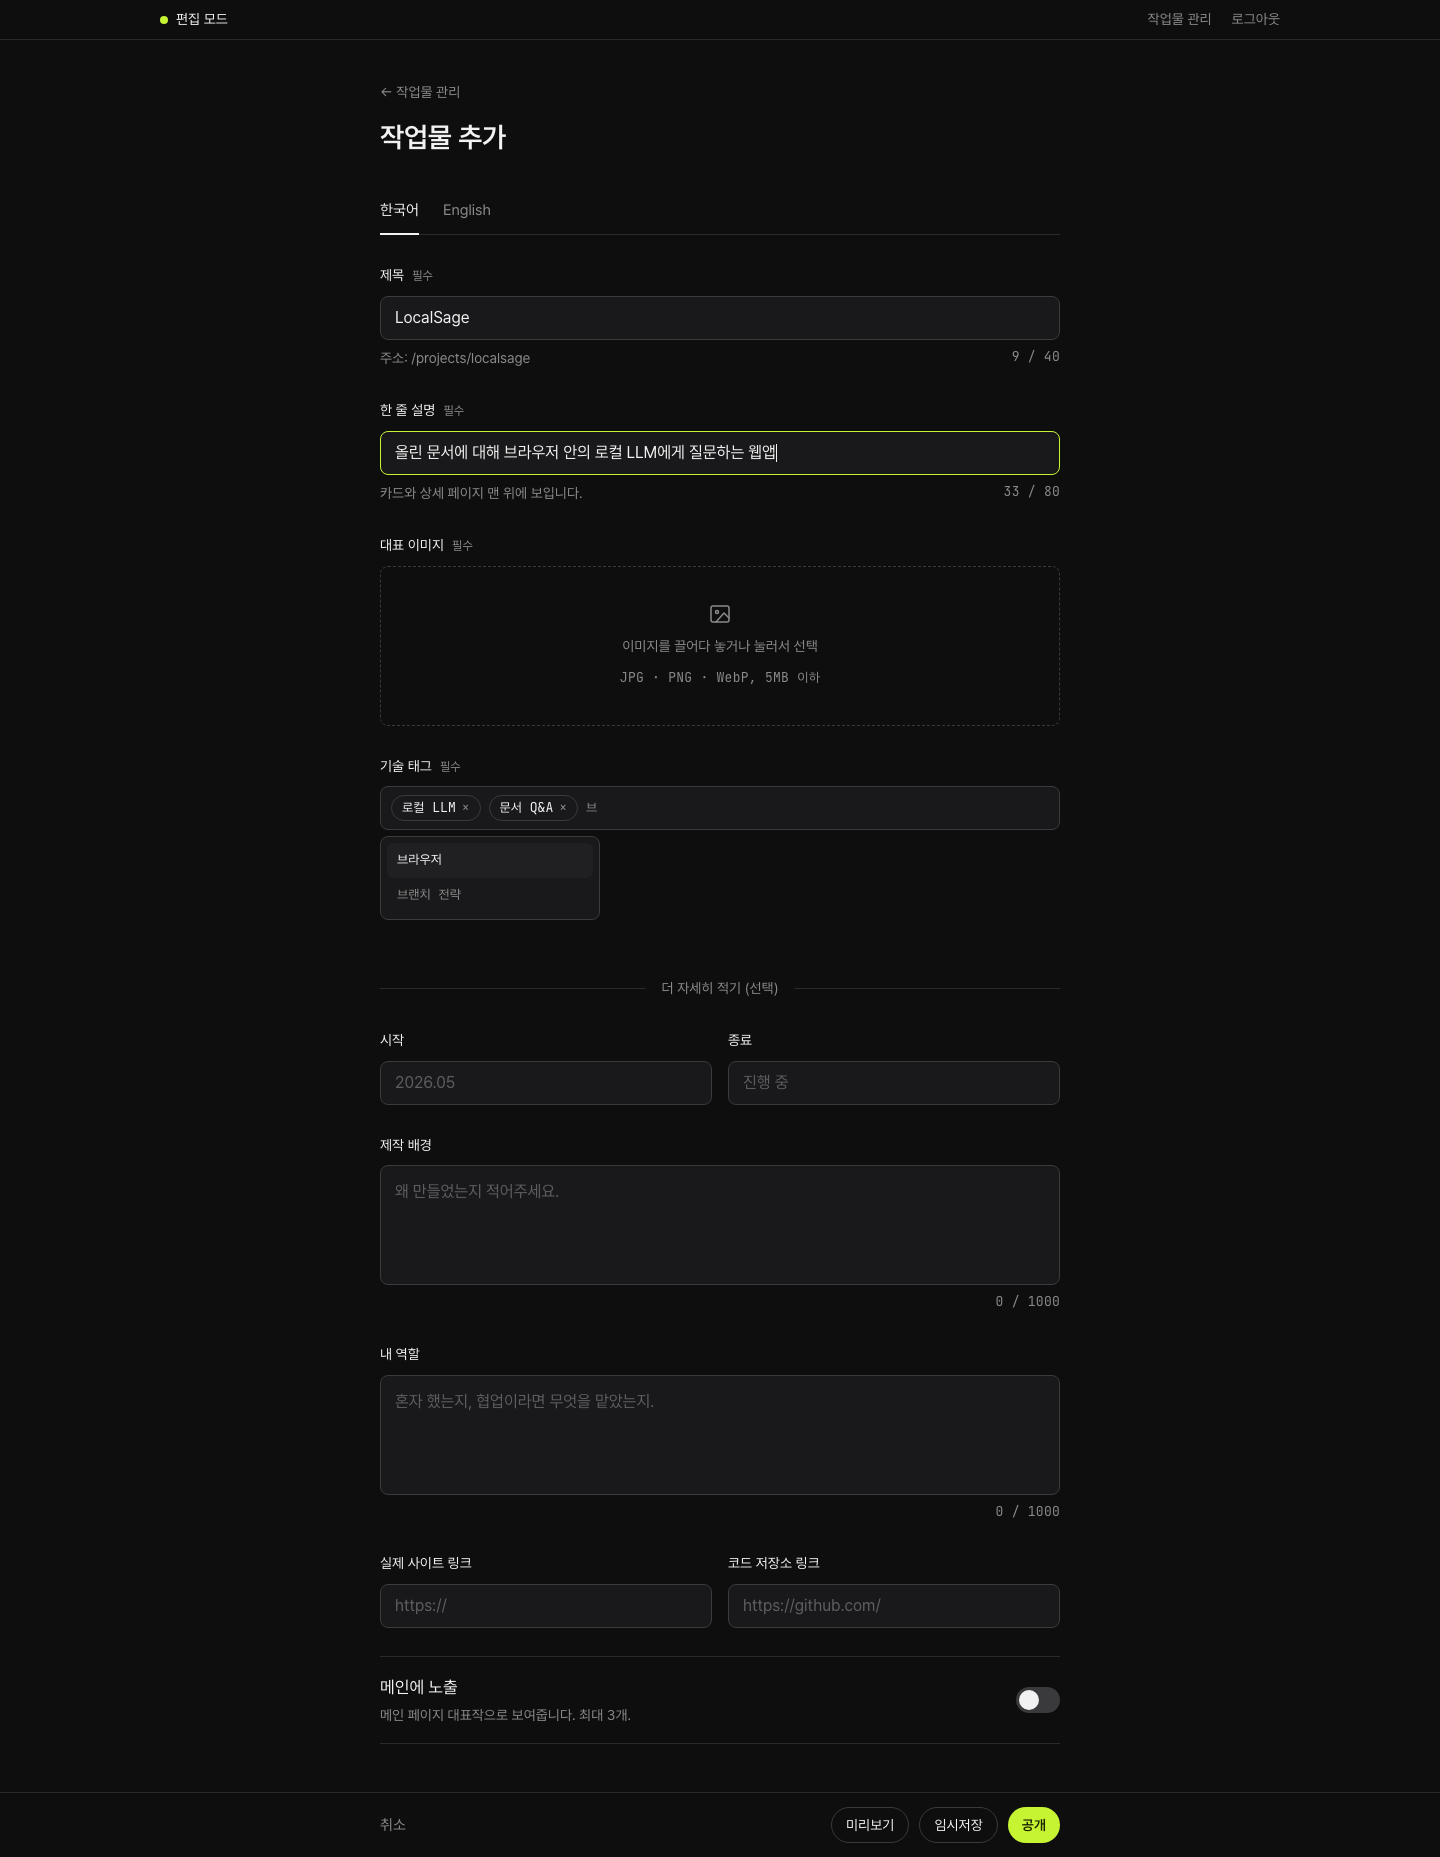 편집 모드
작업물 관리
로그아웃
← 작업물 관리
작업물 추가
한국어
English
제목 필수
LocalSage
주소: /projects/localsage
9 / 40
한 줄 설명 필수
올린 문서에 대해 브라우저 안의 로컬 LLM에게 질문하는 웹앱
카드와 상세 페이지 맨 위에 보입니다.
33 / 80
대표 이미지 필수
이미지를 끌어다 놓거나 눌러서 선택
JPG · PNG · WebP, 5MB 이하
기술 태그 필수
로컬 LLM ×
문서 Q&A ×
브
브라우저
브랜치 전략
더 자세히 적기 (선택)
시작
종료
2026.05
진행 중
제작 배경
왜 만들었는지 적어주세요.
0 / 1000
내 역할
혼자 했는지, 협업이라면 무엇을 맡았는지.
0 / 1000
실제 사이트 링크
코드 저장소 링크
https://
https://github.com/
메인에 노출
메인 페이지 대표작으로 보여줍니다. 최대 3개.
취소
미리보기
임시저장
공개